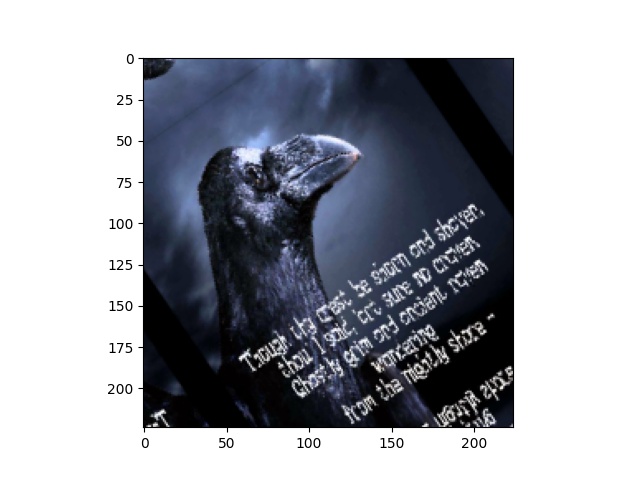 0
25
50
75
100
125
150
175
200
Though thy crest be shorn and shaven,
thou I said, 'art sure no craven
Ghastly grim and ancient raven
wandering
from the nightly shore -
0 50 100 150 200